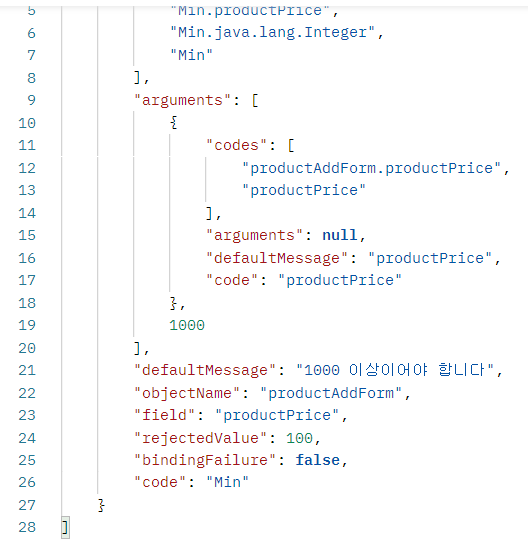 5 "Min.productPrice",
6 "Min.java.lang.Integer",
7 "Min"
8 ],
9 "arguments": [
10 {
11 "codes": [
12 "productAddForm.productPrice",
13 "productPrice"
14 ],
15 "arguments": null,
16 "defaultMessage": "productPrice",
17 "code": "productPrice"
18 },
19 1000
20 ],
21 "defaultMessage": "1000 이상이어야 합니다",
22 "objectName": "productAddForm",
23 "field": "productPrice",
24 "rejectedValue": 100,
25 "bindingFailure": false,
26 "code": "Min"
27 }
28 ]